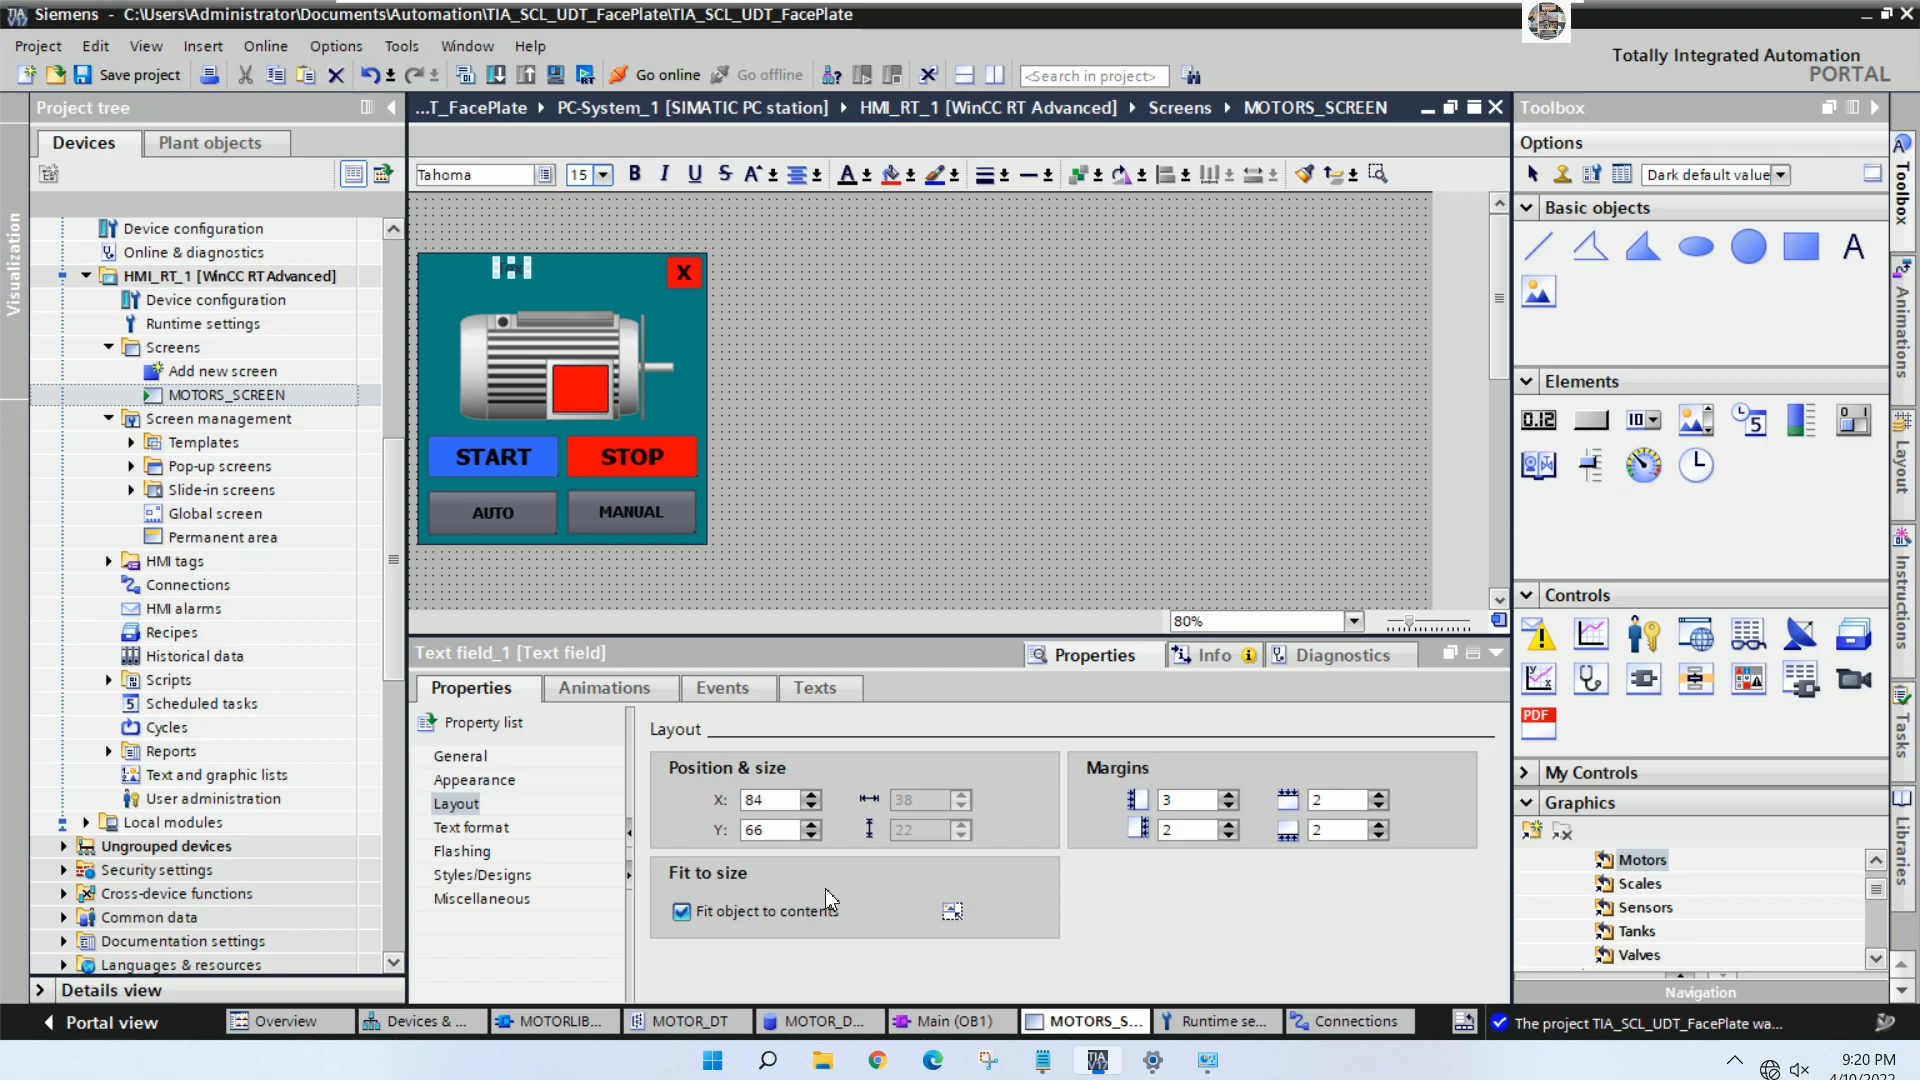 Siemens - C:\Users\Administrator\Documents\Automation\TIA_SCL_UDT_FacePlate\TIA_SCL_UDT_FacePlate
Project Edit View Insert Online Options Tools Window Help
Totally Integrated Automation
PORTAL
Save project
Go online
Go offline
<Search in project>
Project tree
...T_FacePlate
PC-System_1 [SIMATIC PC station]
HMI_RT_1 [WinCC RT Advanced]
Screens
MOTORS_SCREEN
Toolbox
Devices
Plant objects
Options
Tahoma
15
B I U S A
Dark default value
Visualization
Device configuration
Online & diagnostics
HMI_RT_1 [WinCC RT Advanced]
Device configuration
Runtime settings
Screens
Add new screen
MOTORS_SCREEN
Screen management
Templates
Pop-up screens
Slide-in screens
Global screen
Permanent area
HMI tags
Connections
HMI alarms
Recipes
Historical data
Scripts
Scheduled tasks
Cycles
Reports
Text and graphic lists
User administration
Local modules
Ungrouped devices
Security settings
Cross-device functions
Common data
Documentation settings
Languages & resources
Details view
X
START
STOP
AUTO
MANUAL
80%
Text field_1 [Text field]
Properties
Info
Diagnostics
Properties
Animations
Events
Texts
Property list
General
Appearance
Layout
Text format
Flashing
Styles/Designs
Miscellaneous
Layout
Position & size
X: 84
38
Y: 66
22
Margins
3
2
2
2
Fit to size
Fit object to contents
Basic objects
A
Elements
0.12
10
5
Controls
PDF
My Controls
Graphics
Motors
Scales
Sensors
Tanks
Valves
Navigation
Toolbox
Animations
Layout
Instructions
Tasks
Libraries
Portal view
Overview
Devices & ...
MOTORLIB...
MOTOR_DT
MOTOR_D...
Main (OB1)
MOTORS_S...
Runtime se...
Connections
The project TIA_SCL_UDT_FacePlate wa...
9:20 PM
4/10/2022